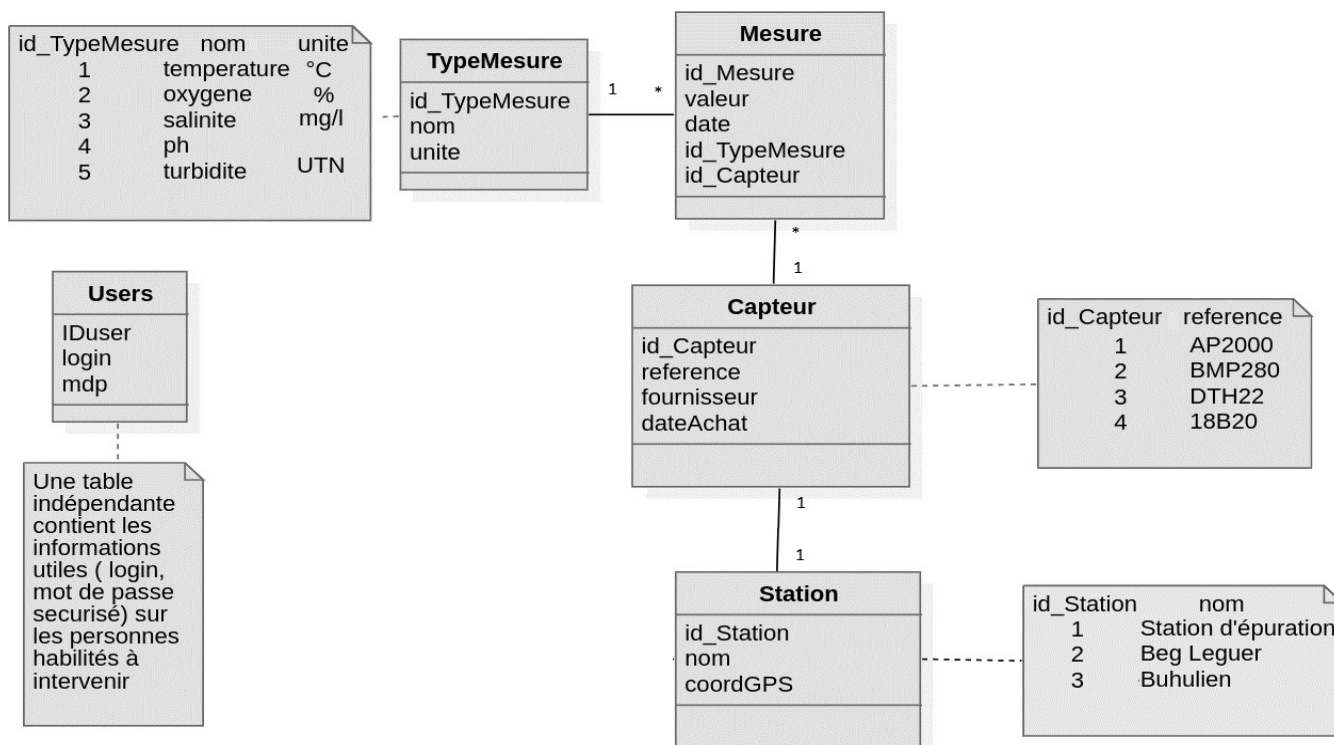 id_TypeMesure nom unite
1 temperature °C
2 oxygene %
3 salinite mg/l
4 ph
5 turbidite UTN
TypeMesure
id_TypeMesure
nom
unite
1 *
Mesure
id_Mesure
valeur
date
id_TypeMesure
id_Capteur
*
1
Users
IDuser
login
mdp
Une table
indépendante
contient les
informations
utiles ( login,
mot de passe
securisé) sur
les personnes
habilités à
intervenir
Capteur
id_Capteur
reference
fournisseur
dateAchat
id_Capteur reference
1 AP2000
2 BMP280
3 DTH22
4 18B20
1
1
Station
id_Station
nom
coordGPS
id_Station nom
1 Station d'épuration
2 Beg Leguer
3 Buhulien